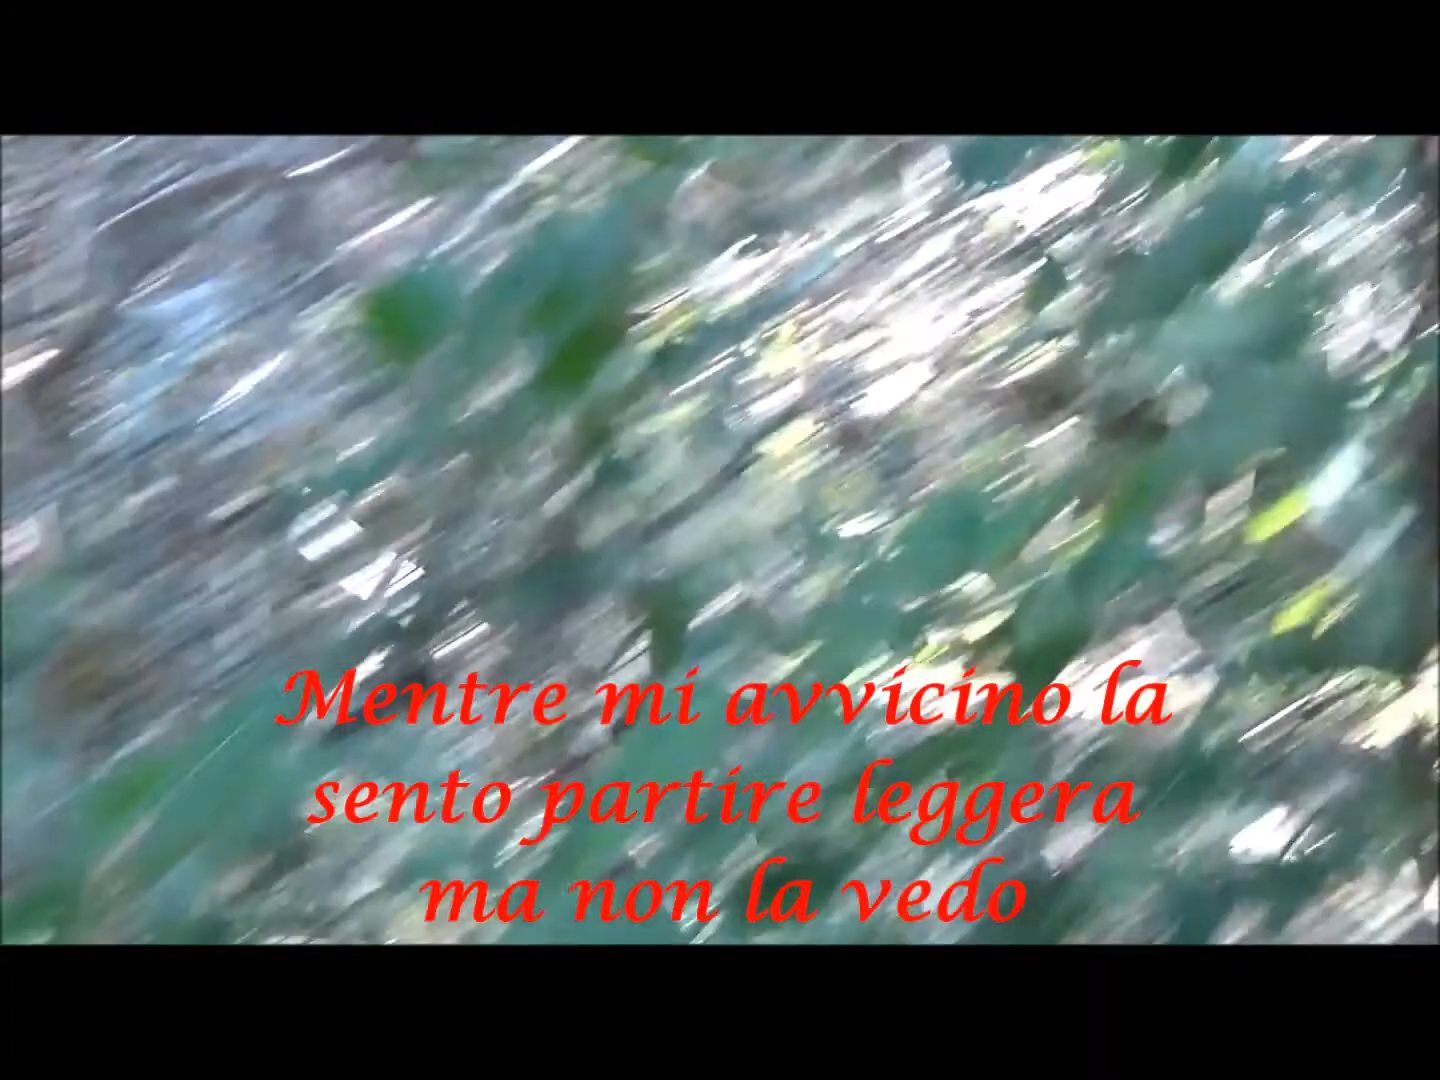 Mentre mi avvicino la
sento partire leggera
ma non la vedo